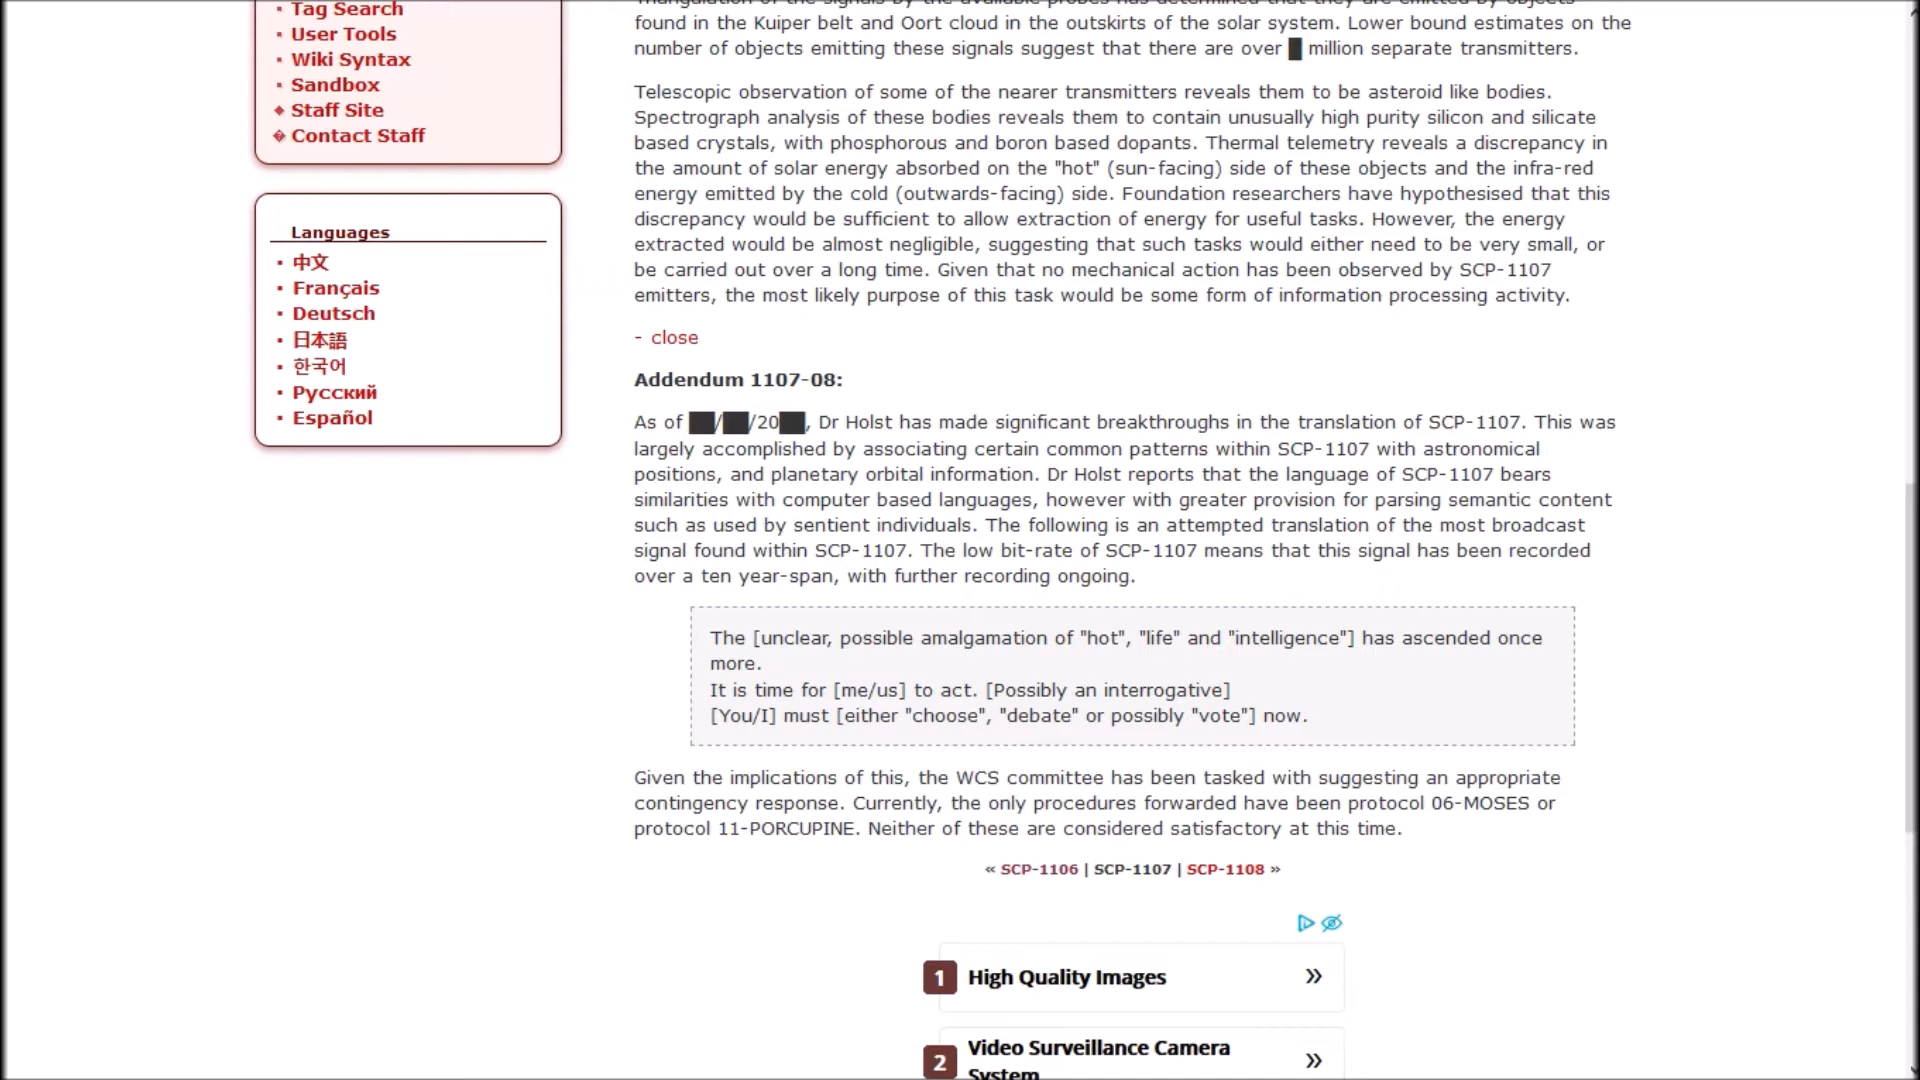 Tag Search
User Tools
Wiki Syntax
Sandbox
Staff Site
Contact Staff
Languages
中文
Français
Deutsch
日本語
한국어
Русский
Español
Triangulation of the signals by the available probes has determined that they are emitted by objects
found in the Kuiper belt and Oort cloud in the outskirts of the solar system. Lower bound estimates on the
number of objects emitting these signals suggest that there are over █ million separate transmitters.
Telescopic observation of some of the nearer transmitters reveals them to be asteroid like bodies.
Spectrograph analysis of these bodies reveals them to contain unusually high purity silicon and silicate
based crystals, with phosphorous and boron based dopants. Thermal telemetry reveals a discrepancy in
the amount of solar energy absorbed on the "hot" (sun-facing) side of these objects and the infra-red
energy emitted by the cold (outwards-facing) side. Foundation researchers have hypothesised that this
discrepancy would be sufficient to allow extraction of energy for useful tasks. However, the energy
extracted would be almost negligible, suggesting that such tasks would either need to be very small, or
be carried out over a long time. Given that no mechanical action has been observed by SCP-1107
emitters, the most likely purpose of this task would be some form of information processing activity.
- close
Addendum 1107-08:
As of ██/██/20██, Dr Holst has made significant breakthroughs in the translation of SCP-1107. This was
largely accomplished by associating certain common patterns within SCP-1107 with astronomical
positions, and planetary orbital information. Dr Holst reports that the language of SCP-1107 bears
similarities with computer based languages, however with greater provision for parsing semantic content
such as used by sentient individuals. The following is an attempted translation of the most broadcast
signal found within SCP-1107. The low bit-rate of SCP-1107 means that this signal has been recorded
over a ten year-span, with further recording ongoing.
The [unclear, possible amalgamation of "hot", "life" and "intelligence"] has ascended once
more.
It is time for [me/us] to act. [Possibly an interrogative]
[You/I] must [either "choose", "debate" or possibly "vote"] now.
Given the implications of this, the WCS committee has been tasked with suggesting an appropriate
contingency response. Currently, the only procedures forwarded have been protocol 06-MOSES or
protocol 11-PORCUPINE. Neither of these are considered satisfactory at this time.
« SCP-1106 | SCP-1107 | SCP-1108 »
1 High Quality Images »
2 Video Surveillance Camera »
System